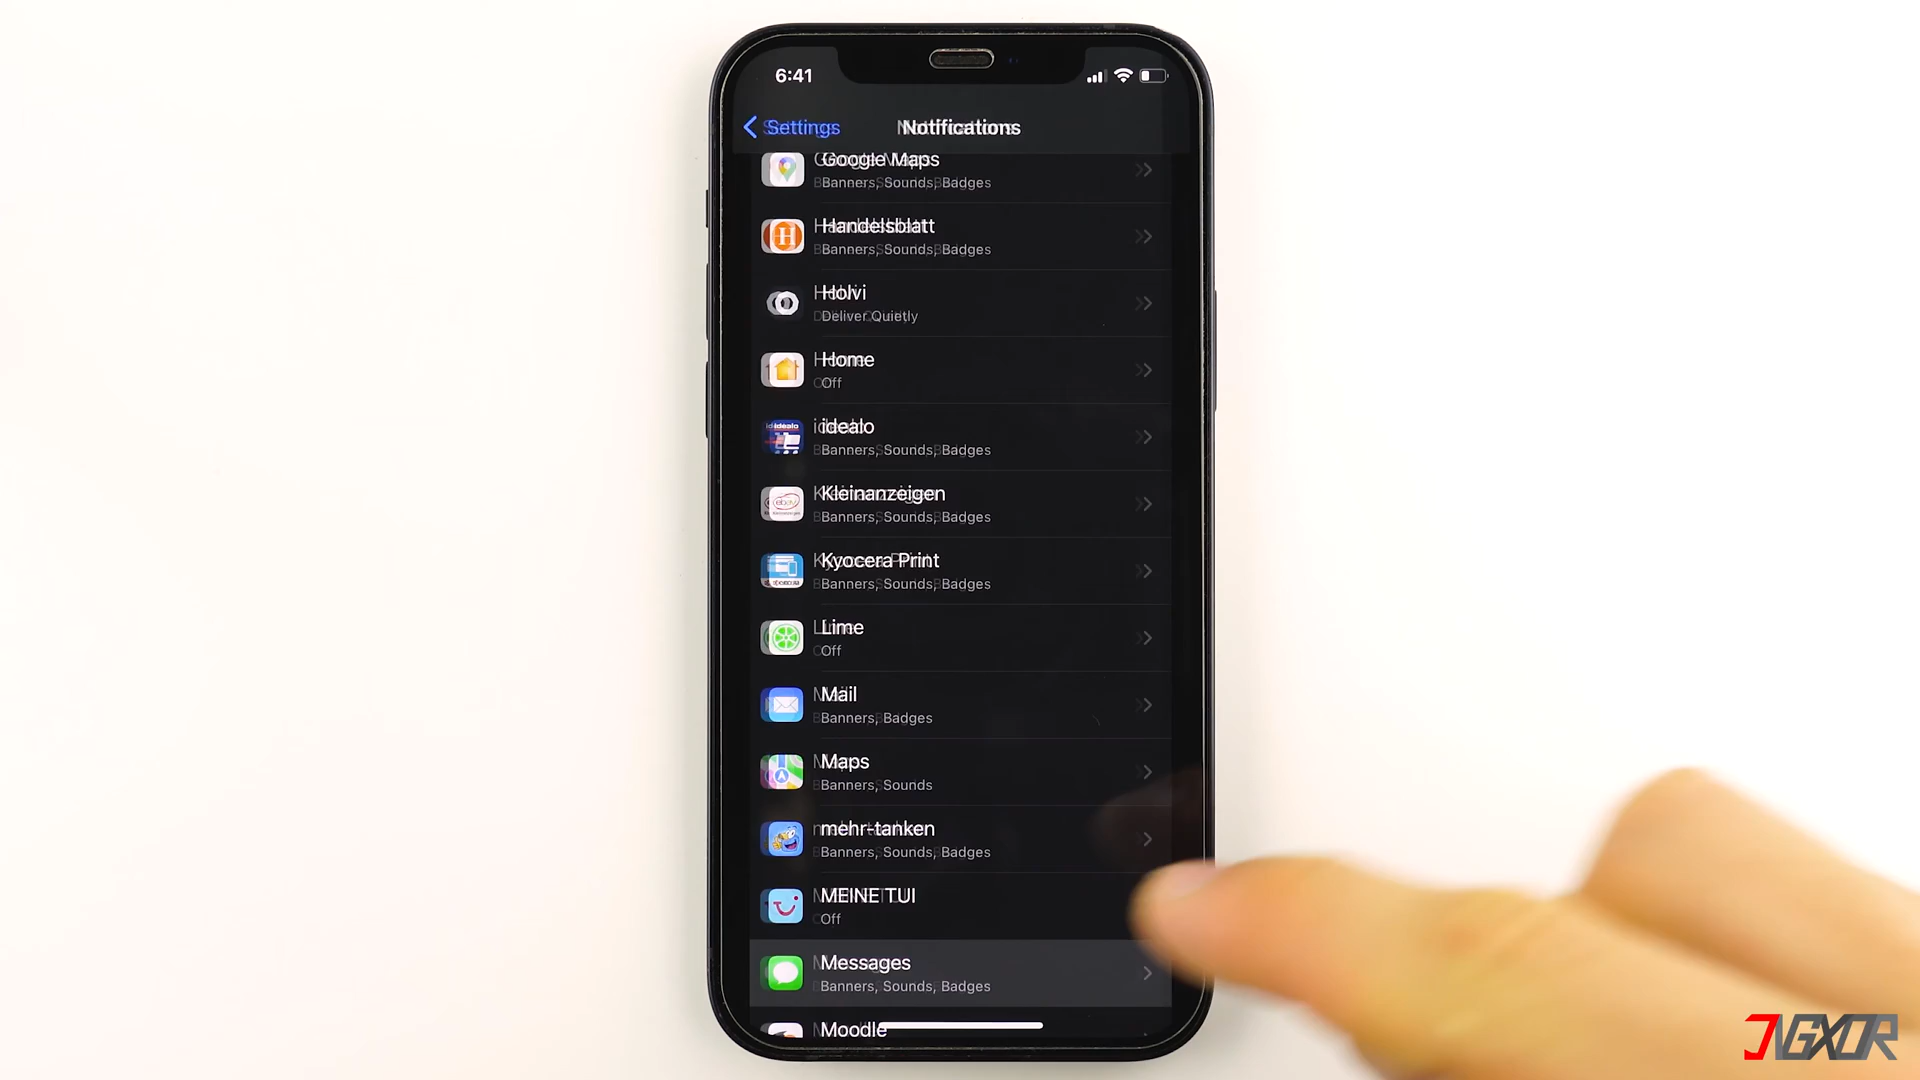 6:41
Settings
Notifications
Google Maps
Banners, Sounds, Badges
Handelsblatt
Banners, Sounds, Badges
Holvi
Deliver Quietly
Home
Off
idealo
Banners, Sounds, Badges
Kleinanzeigen
Banners, Sounds, Badges
Kyocera Print
Banners, Sounds, Badges
Lime
Off
Mail
Banners, Badges
Maps
Banners, Sounds
mehr-tanken
Banners, Sounds, Badges
MEINE TUI
Off
Messages
Banners, Sounds, Badges
Moodle